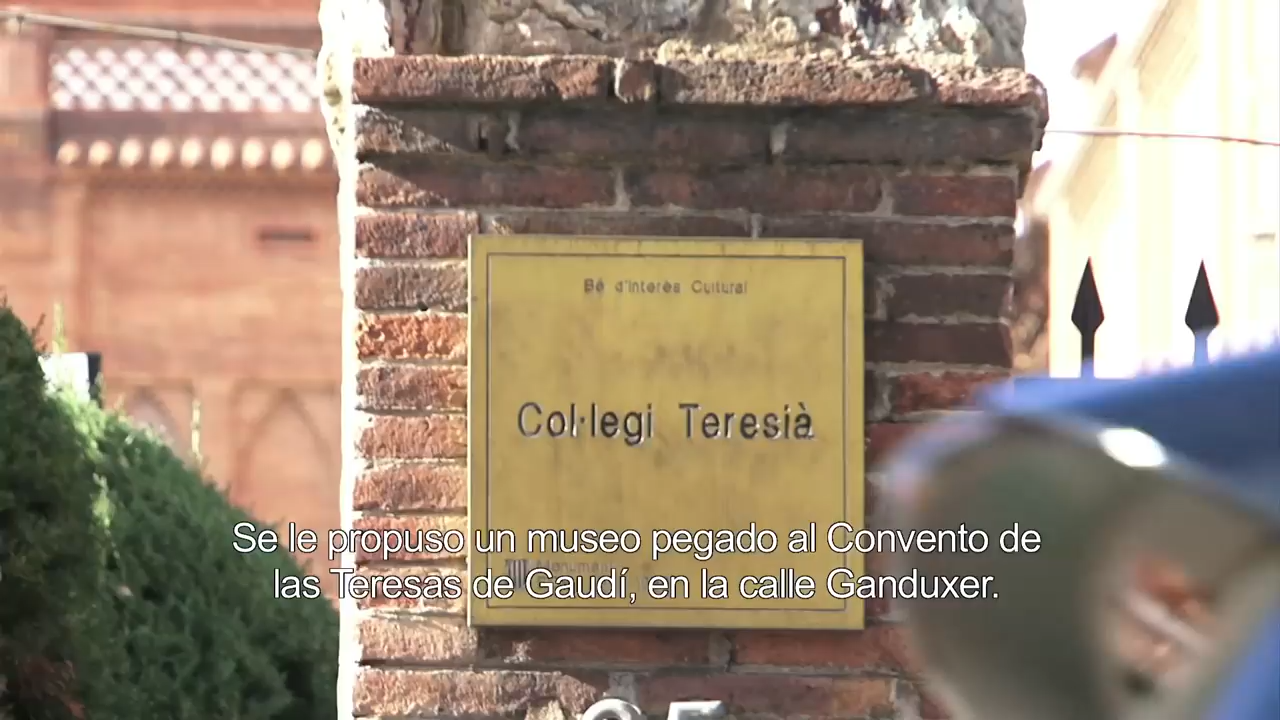 Bé d'interès Cultural
Col·legi Teresià
Se le propuso un museo pegado al Convento de
las Teresas de Gaudí, en la calle Ganduxer.